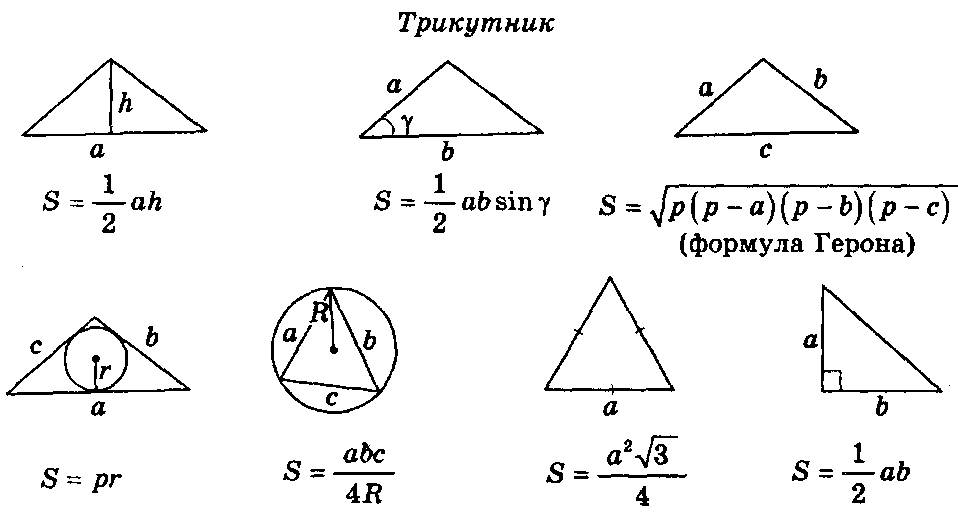 Трикутник
h a
a γ b
a b c
S = 1/2 ah
S = 1/2 ab sin γ
S = √p(p − a)(p − b)(p − c)
(формула Герона)
c b r a
R a b c
a
a b
S = pr
S = abc/4R
S = a²√3/4
S = 1/2 ab